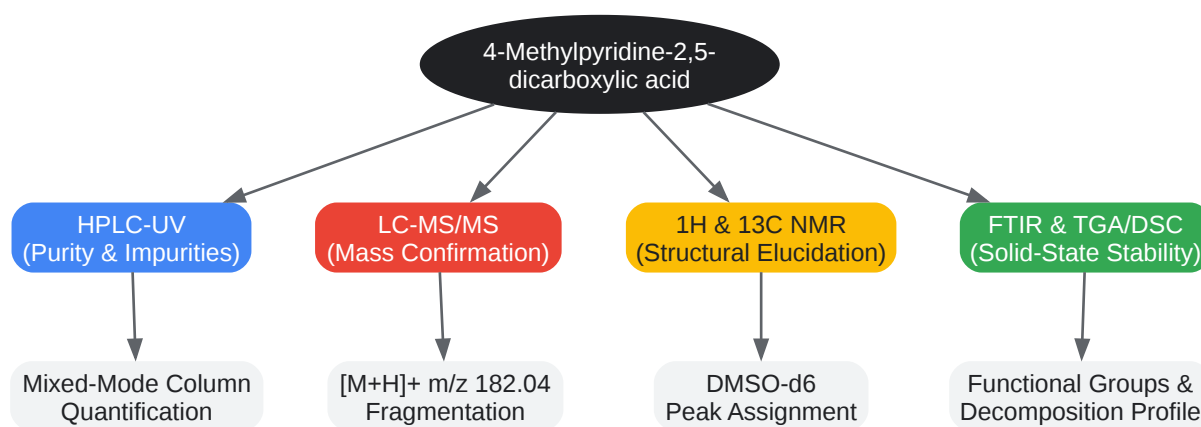 4-Methylpyridine-2,5-
dicarboxylic acid
HPLC-UV
(Purity & Impurities)
LC-MS/MS
(Mass Confirmation)
1H & 13C NMR
(Structural Elucidation)
FTIR & TGA/DSC
(Solid-State Stability)
Mixed-Mode Column
Quantification
[M+H]+ m/z 182.04
Fragmentation
DMSO-d6
Peak Assignment
Functional Groups &
Decomposition Profile